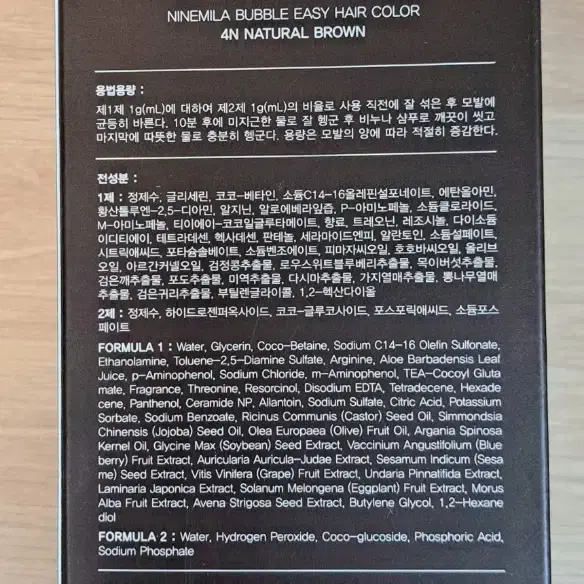 NINEMILA BUBBLE EASY HAIR COLOR
4N NATURAL BROWN
용법용량 :
제1제 1g(mL)에 대하여 제2제 1g(mL)의 비율로 사용 직전에 잘 섞은 후 모발에
균등히 바른다. 10분 후에 미지근한 물로 잘 헹군 후 비누나 샴푸로 깨끗이 씻고
마지막에 따뜻한 물로 충분히 헹군다. 용량은 모발의 양에 따라 적절히 증감한다.
전성분 :
1제 : 정제수, 글리세린, 코코-베타인, 소듐C14-16올레핀설포네이트, 에탄올아민,
황산톨루엔-2,5-디아민, 알지닌, 알로에베라잎즙, P-아미노페놀, 소듐클로라이드,
M-아미노페놀, 티이에이-코코일글루타메이트, 향료, 트레오닌, 레조시놀, 다이소듐
이디티에이, 테트라데센, 헥사데센, 판테놀, 세라마이드엔피, 알란토인, 소듐설페이트,
시트릭애씨드, 포타슘솔베이트, 소듐벤조에이트, 피마자씨오일, 호호바씨오일, 올리브
오일, 아르간커넬오일, 검정콩추출물, 로우스위트블루베리추출물, 목이버섯추출물,
검은깨추출물, 포도추출물, 미역추출물, 다시마추출물, 가지열매추출물, 뽕나무열매
추출물, 검은귀리추출물, 부틸렌글라이콜, 1,2-헥산다이올
2제 : 정제수, 하이드로젠퍼옥사이드, 코코-글루코사이드, 포스포릭애씨드, 소듐포스
페이트
FORMULA 1 : Water, Glycerin, Coco-Betaine, Sodium C14-16 Olefin Sulfonate,
Ethanolamine, Toluene-2,5-Diamine Sulfate, Arginine, Aloe Barbadensis Leaf
Juice, p-Aminophenol, Sodium Chloride, m-Aminophenol, TEA-Cocoyl Gluta
mate, Fragrance, Threonine, Resorcinol, Disodium EDTA, Tetradecene, Hexade
cene, Panthenol, Ceramide NP, Allantoin, Sodium Sulfate, Citric Acid, Potassium
Sorbate, Sodium Benzoate, Ricinus Communis (Castor) Seed Oil, Simmondsia
Chinensis (Jojoba) Seed Oil, Olea Europaea (Olive) Fruit Oil, Argania Spinosa
Kernel Oil, Glycine Max (Soybean) Seed Extract, Vaccinium Angustifolium (Blue
berry) Fruit Extract, Auricularia Auricula-Judae Extract, Sesamum Indicum (Sesa
me) Seed Extract, Vitis Vinifera (Grape) Fruit Extract, Undaria Pinnatifida Extract,
Laminaria Japonica Extract, Solanum Melongena (Eggplant) Fruit Extract, Morus
Alba Fruit Extract, Avena Strigosa Seed Extract, Butylene Glycol, 1,2-Hexane
diol
FORMULA 2 : Water, Hydrogen Peroxide, Coco-glucoside, Phosphoric Acid,
Sodium Phosphate